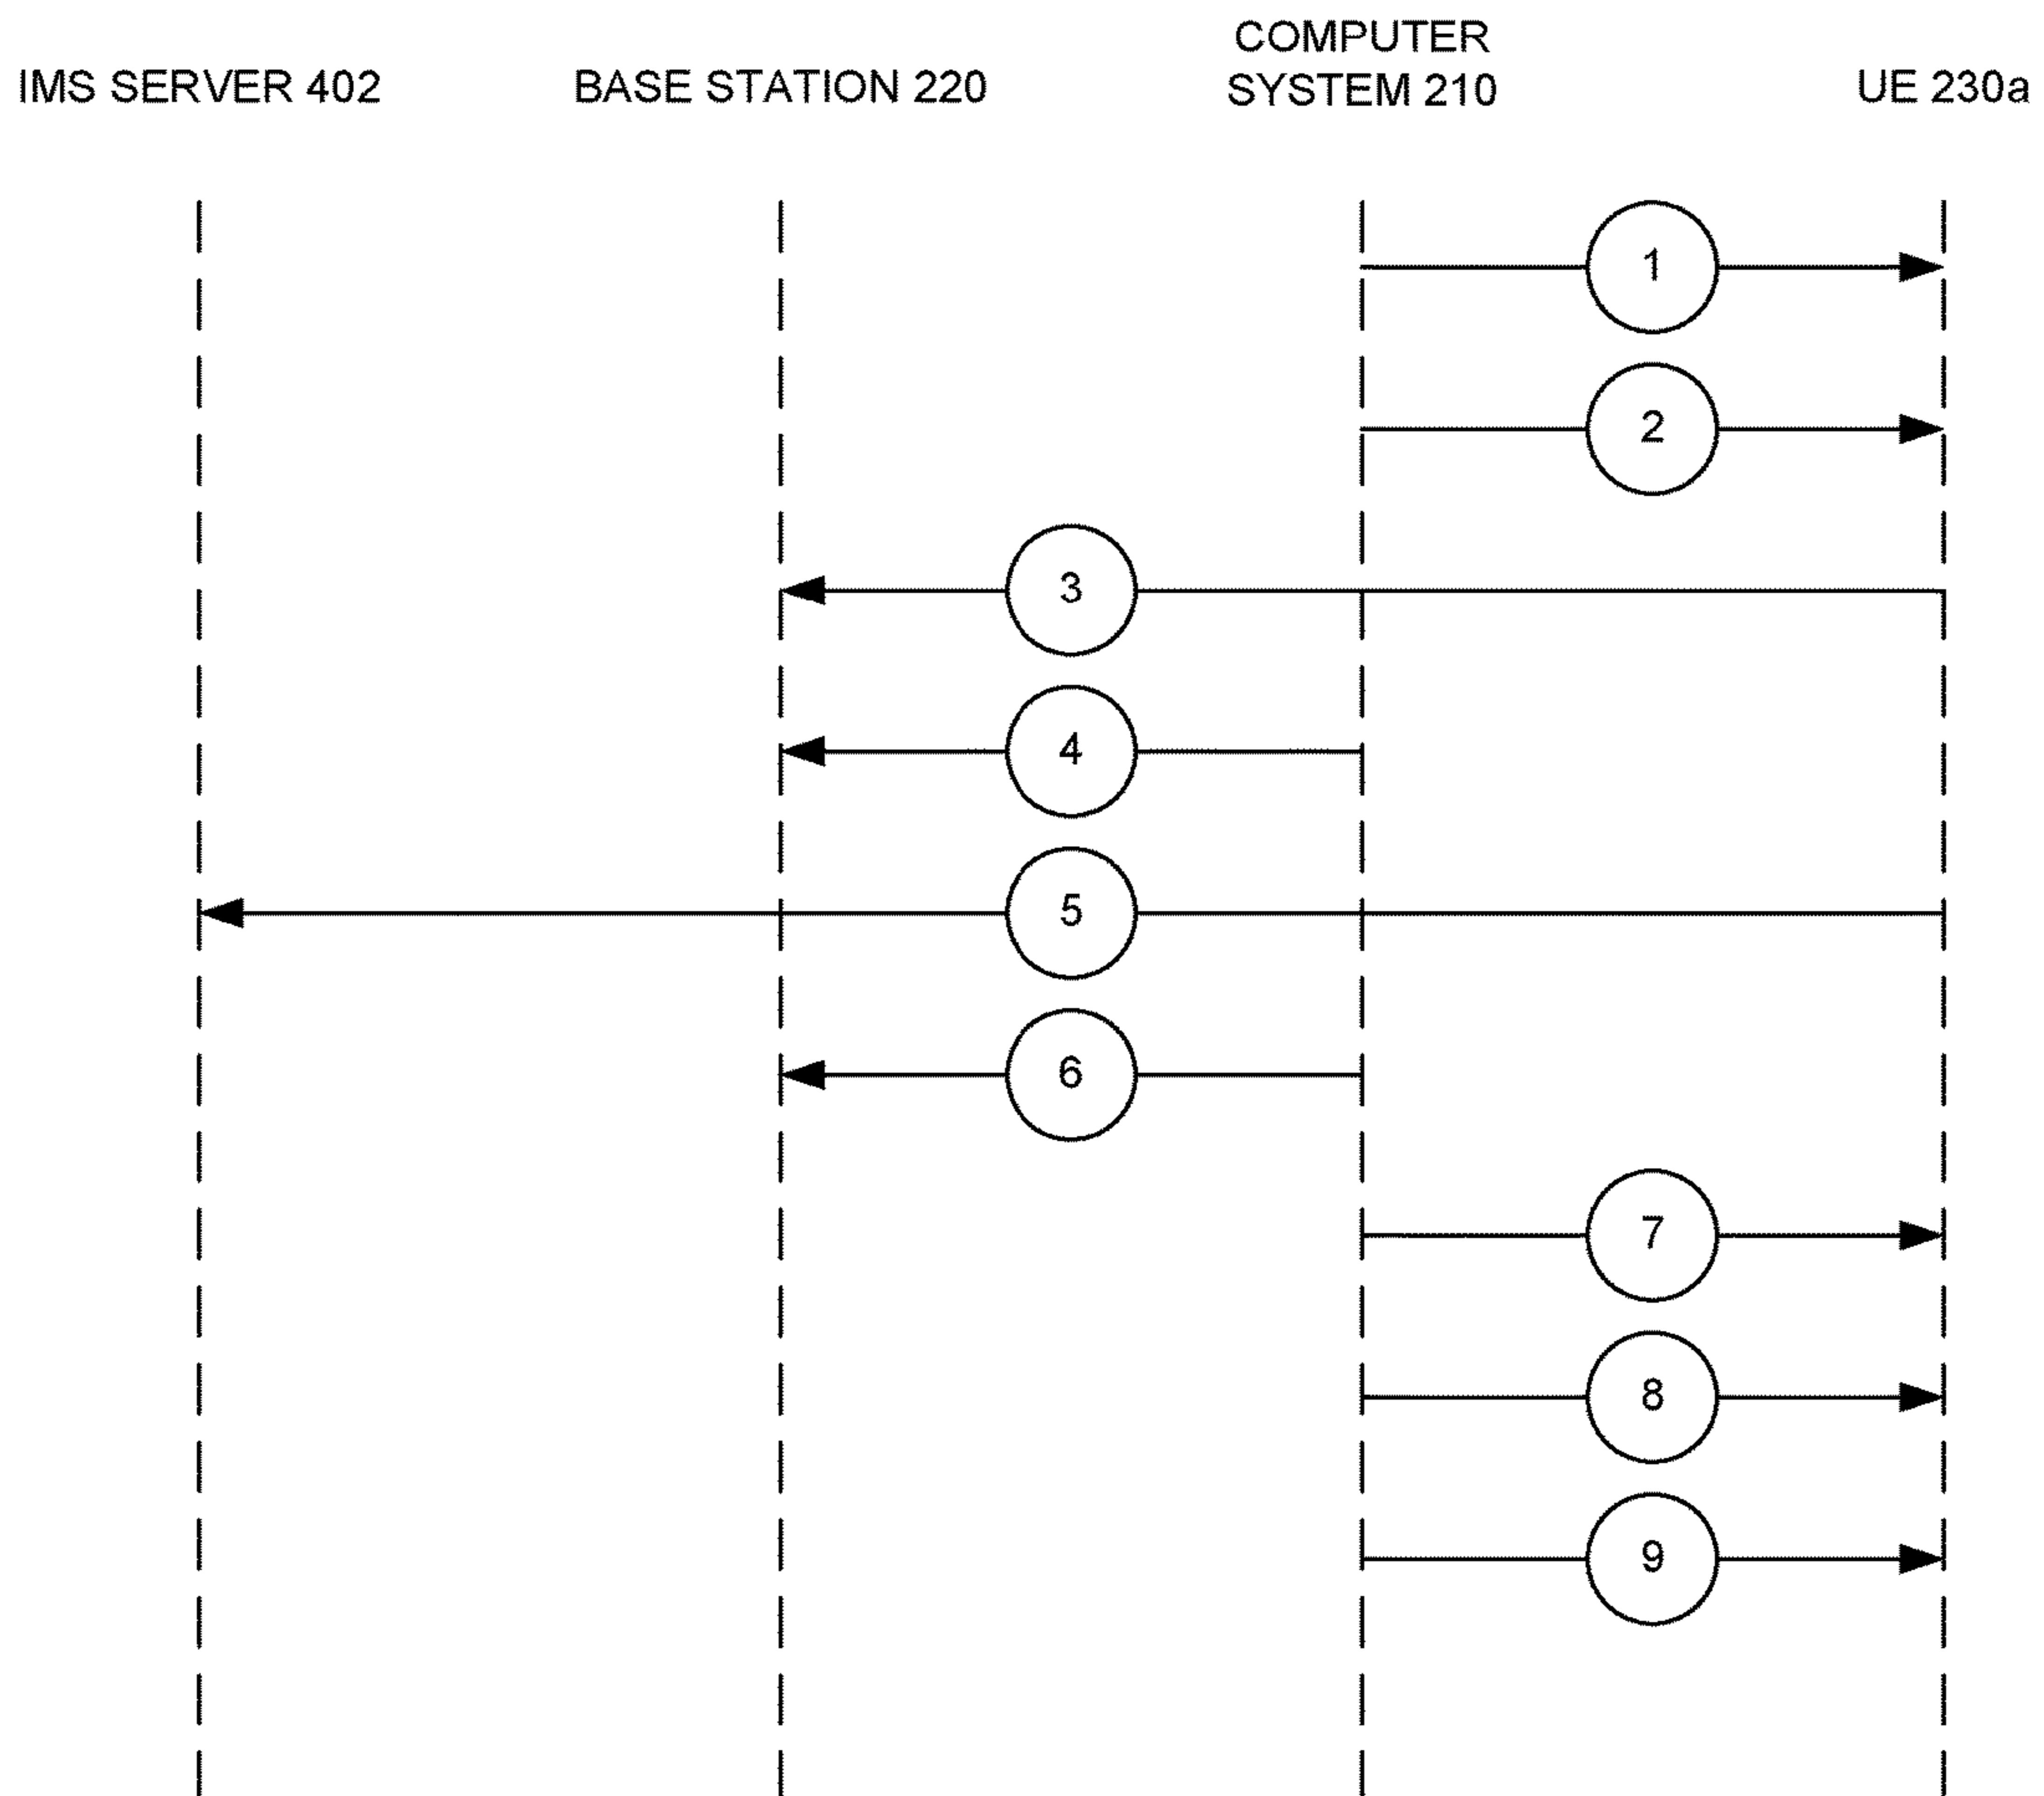 IMS SERVER 402
BASE STATION 220
COMPUTER
SYSTEM 210
UE 230a
1
2
3
4
5
6
7
8
9